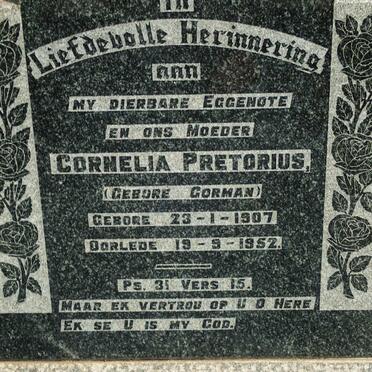 In
Liefdevolle Herinnering
aan
MY DIERBARE EGGENOTE
EN ONS MOEDER
CORNELIA PRETORIUS,
(GEBORE GORMAN)
GEBORE 23-1-1907
OORLEDE 19-9-1952.
PS. 31 VERS 15.
MAAR EK VERTROU OP U O HERE
EK SE U IS MY GOD.